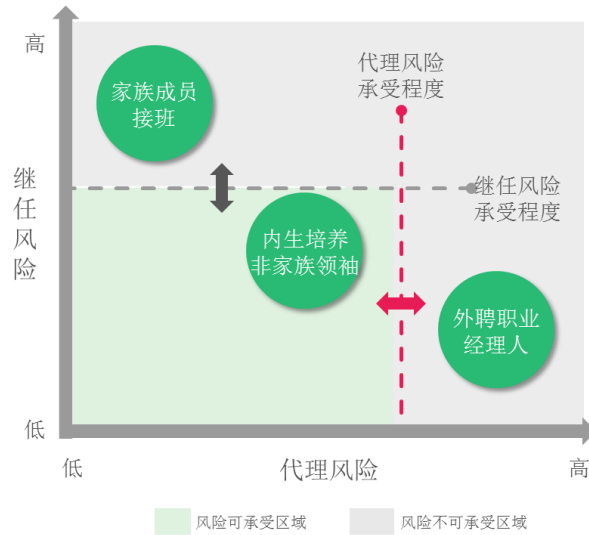 高
家族成员
接班
代理风险
承受程度
继任风险
承受程度
继
任
风
险
内生培养
非家族领袖
外聘职业
经理人
低
低
代理风险
高
风险可承受区域
风险不可承受区域